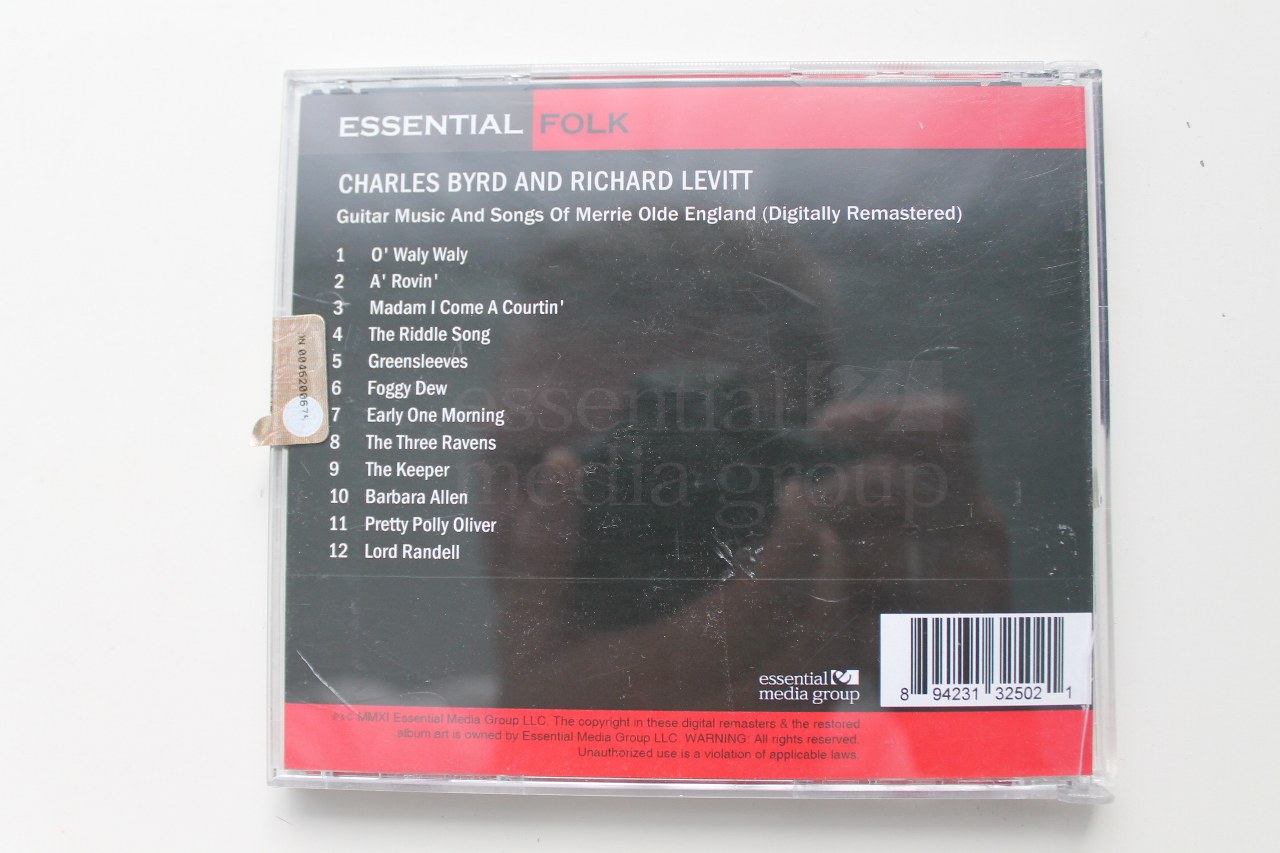 ESSENTIAL FOLK
CHARLES BYRD AND RICHARD LEVITT
Guitar Music And Songs Of Merrie Olde England (Digitally Remastered)
1 O' Waly Waly
2 A' Rovin'
3 Madam I Come A Courtin'
4 The Riddle Song
5 Greensleeves
6 Foggy Dew
7 Early One Morning
8 The Three Ravens
9 The Keeper
10 Barbara Allen
11 Pretty Polly Oliver
12 Lord Randell
essential
media group
essential
media group
8 94231 32502 1
MMXI Essential Media Group LLC. The copyright in these digital remasters & the restored
album art is owned by Essential Media Group LLC. WARNING: All rights reserved.
Unauthorized use is a violation of applicable laws.